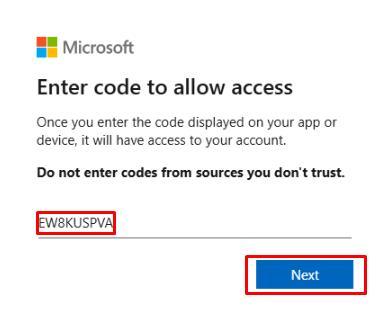 Microsoft
Enter code to allow access
Once you enter the code displayed on your app or
device, it will have access to your account.
Do not enter codes from sources you don't trust.
EW8KUSPVA
Next